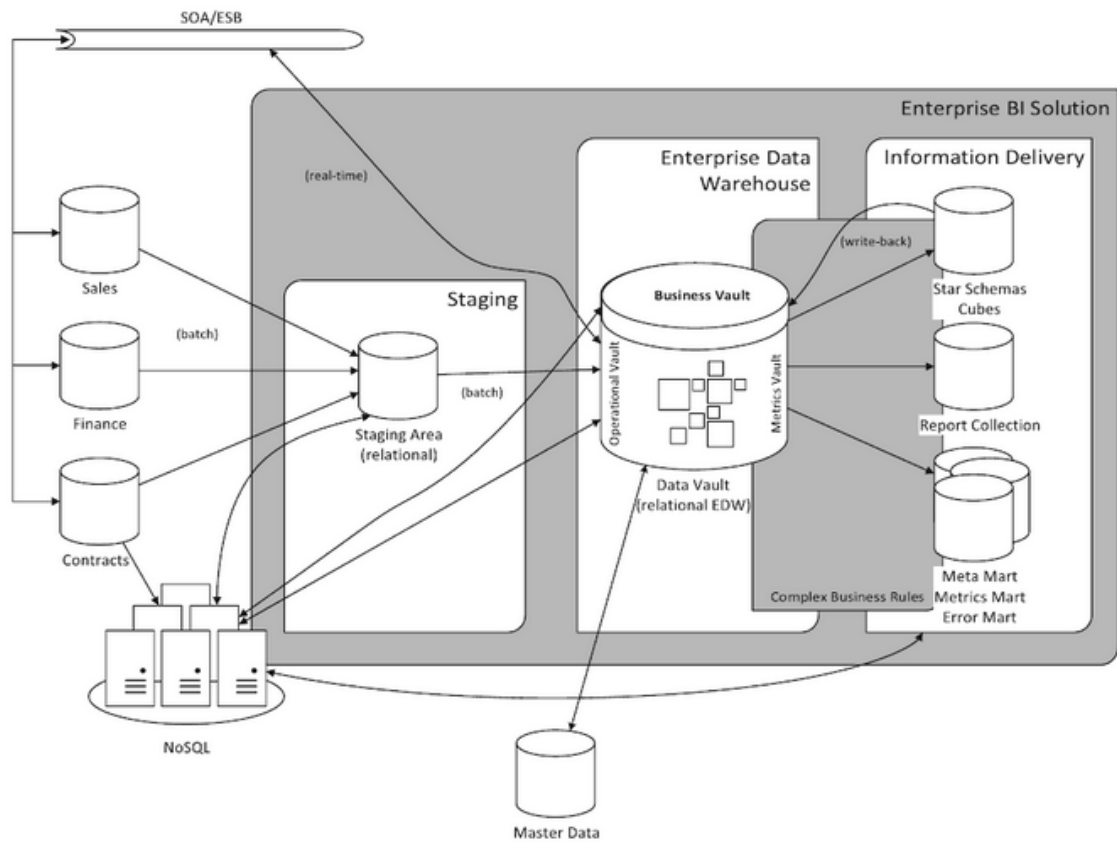 SOA/ESB
Enterprise BI Solution
(real-time)
Enterprise Data
Warehouse
Information Delivery
Sales
(batch)
Finance
Contracts
NoSQL
Staging
Staging Area
(relational)
(batch)
Business Vault
Operational Vault
Metrics Vault
Data Vault
(relational EDW)
(write-back)
Star Schemas
Cubes
Report Collection
Meta Mart
Metrics Mart
Error Mart
Complex Business Rules
Master Data